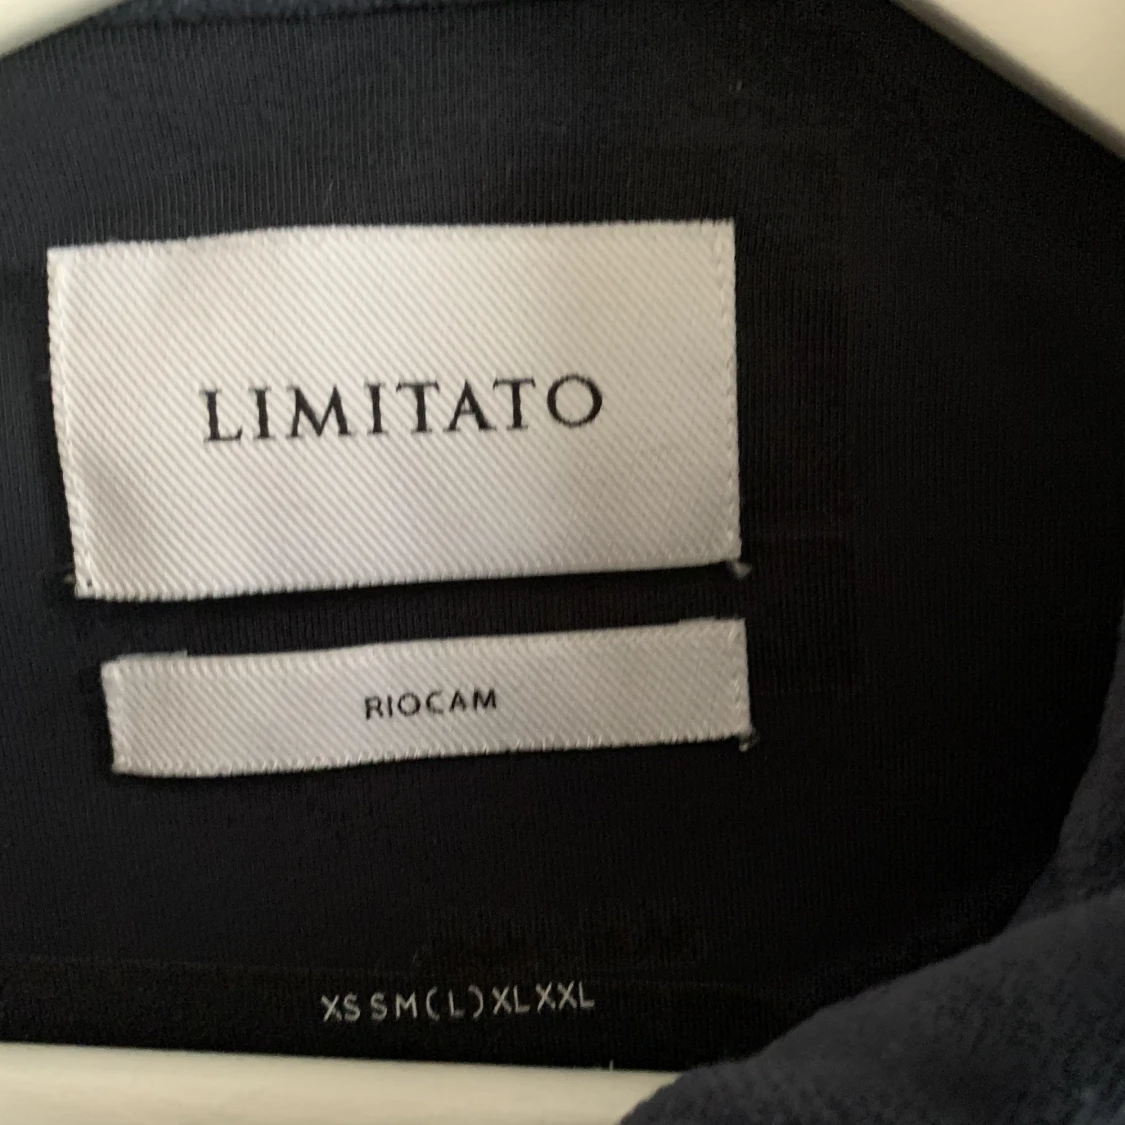 LIMITATO
RIOCAM
XS S M (L) XL XXL